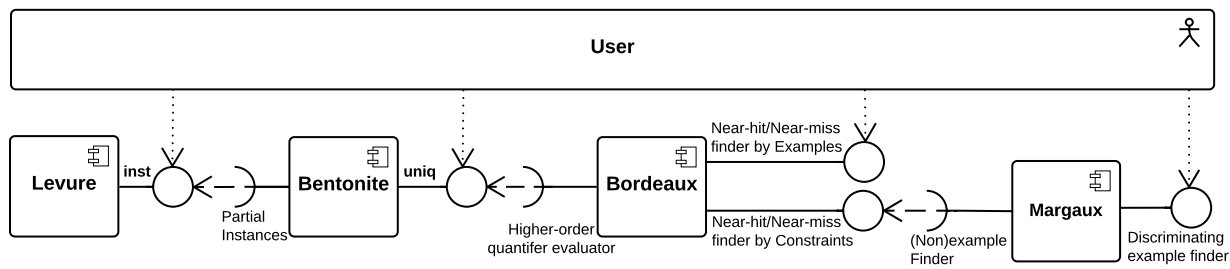 User
Near-hit/Near-miss
finder by Examples
Levure
inst
Bentonite
uniq
Bordeaux
Margaux
Partial
Instances
Higher-order
quantifer evaluator
Near-hit/Near-miss
finder by Constraints
(Non)example
Finder
Discriminating
example finder